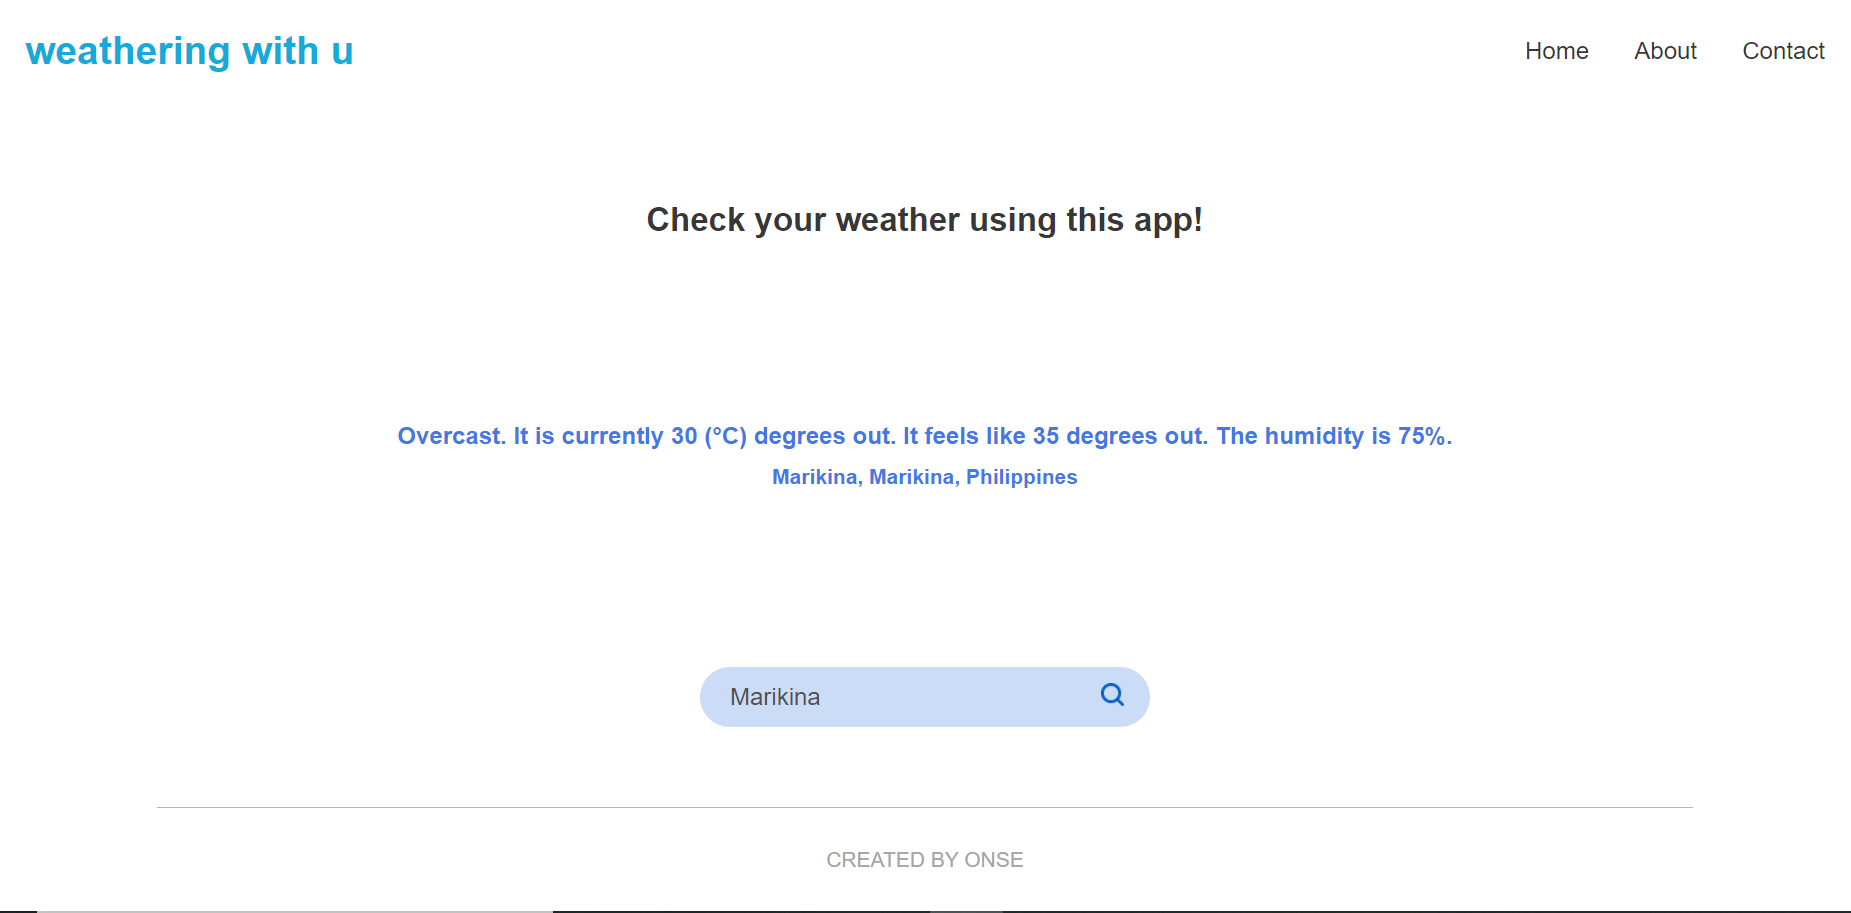 weathering with u
Home About Contact
Check your weather using this app!
Overcast. It is currently 30 (°C) degrees out. It feels like 35 degrees out. The humidity is 75%.
Marikina, Marikina, Philippines
Marikina
CREATED BY ONSE